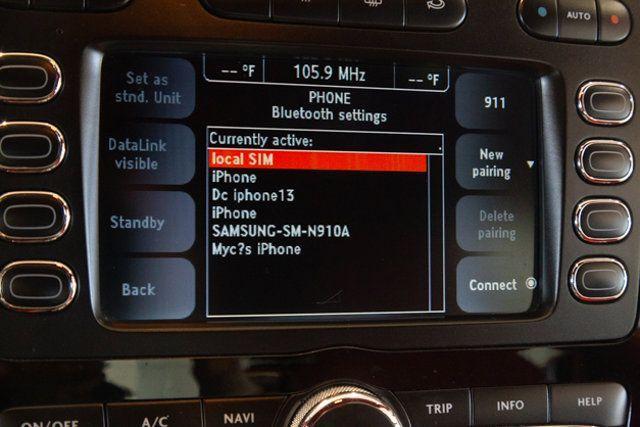 AUTO
-- °F 105.9 MHz -- °F
PHONE
Bluetooth settings
Set as
stnd. Unit
DataLink
visible
Standby
Back
Currently active:
local SIM
iPhone
Dc iphone13
iPhone
SAMSUNG-SM-N910A
Myc?s iPhone
911
New
pairing
Delete
pairing
Connect
ON/OFF A/C NAVI TRIP INFO HELP